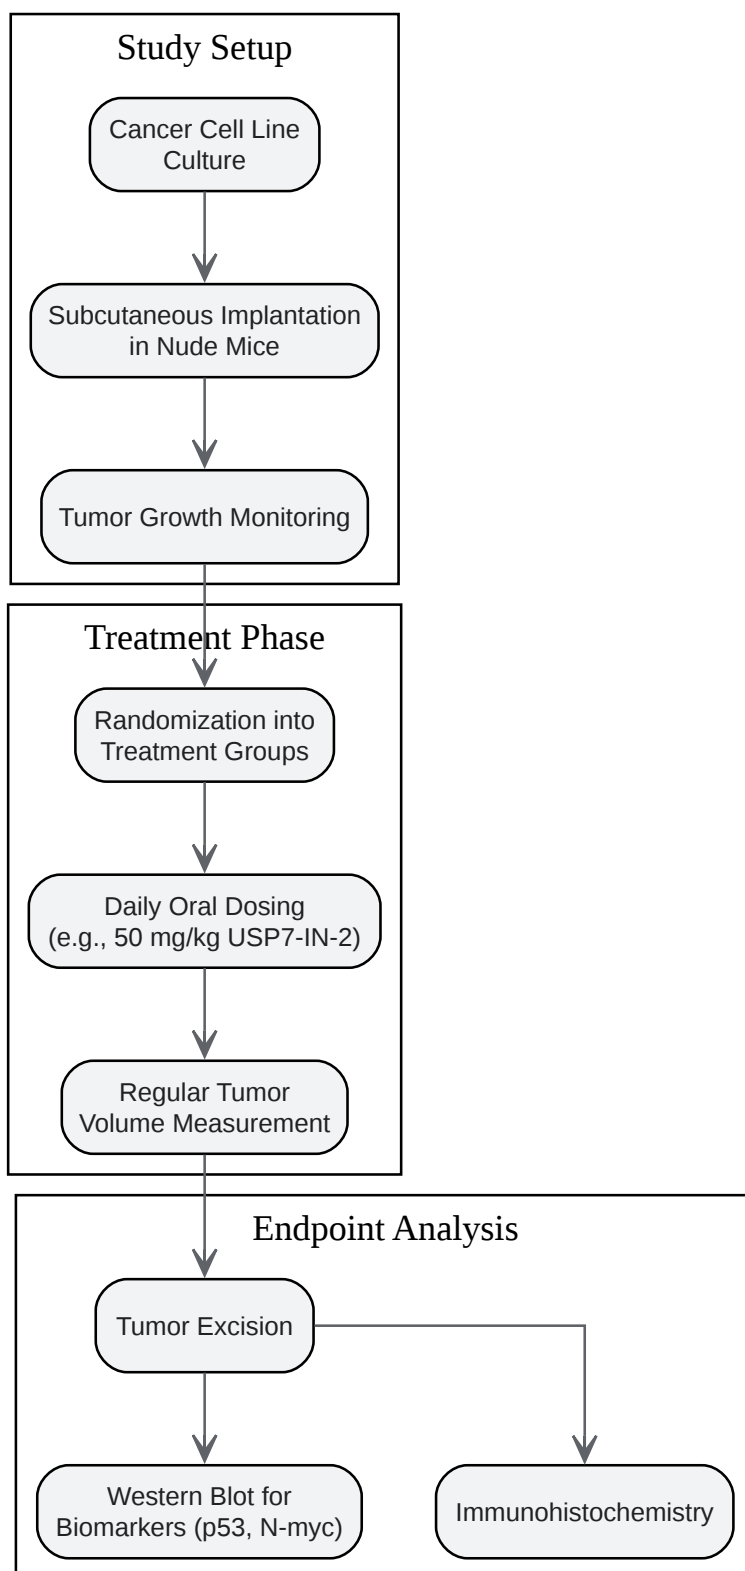 Study Setup
Cancer Cell Line
Culture
Subcutaneous Implantation
in Nude Mice
Tumor Growth Monitoring
Treatment Phase
Randomization into
Treatment Groups
Daily Oral Dosing
(e.g., 50 mg/kg USP7-IN-2)
Regular Tumor
Volume Measurement
Endpoint Analysis
Tumor Excision
Western Blot for
Biomarkers (p53, N-myc)
Immunohistochemistry